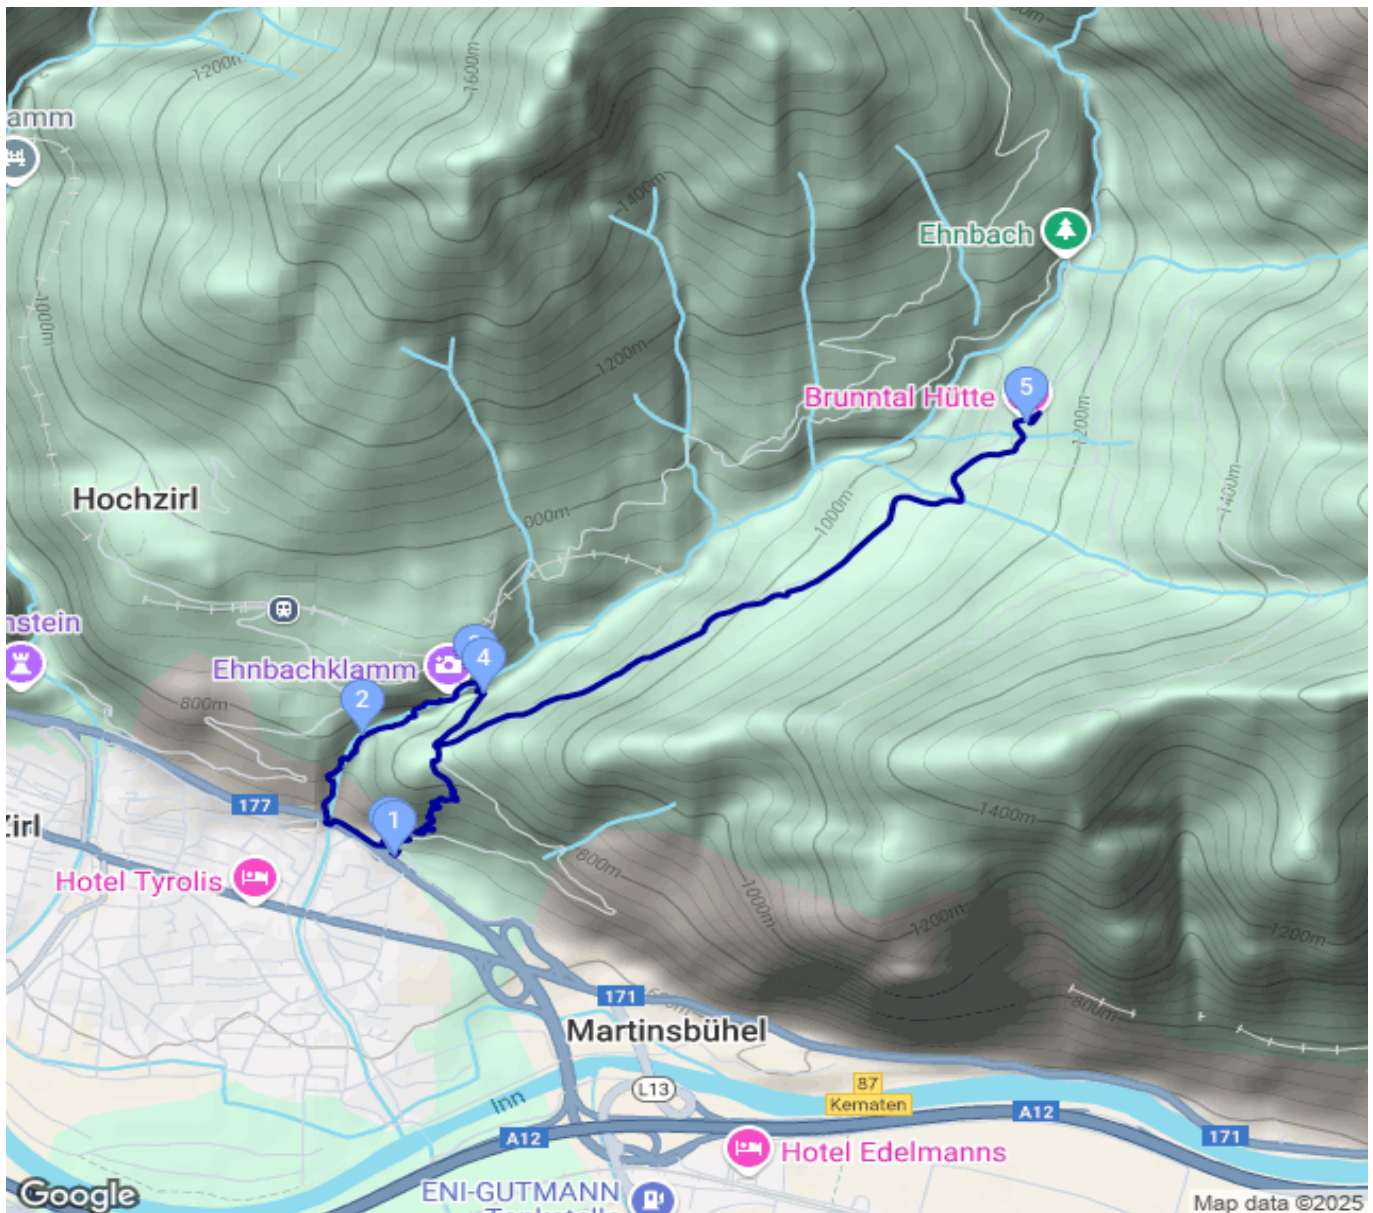 1200m
1600m
amm
1400m
Ehnbach
1000m
1200m
Brunntal Hütte
5
1200m
1400m
Hochzirl
1000m
000m
nstein
Ehnbachklamm
4
2
800m
177
1
Zirl
1400m
800m
Hotel Tyrolis
1000m
1200m
1200m
171
Martinsbühel
800m
Inn
L13
87
Kematen
A12
A12
171
Hotel Edelmanns
ENI-GUTMANN
Google
Map data ©2025